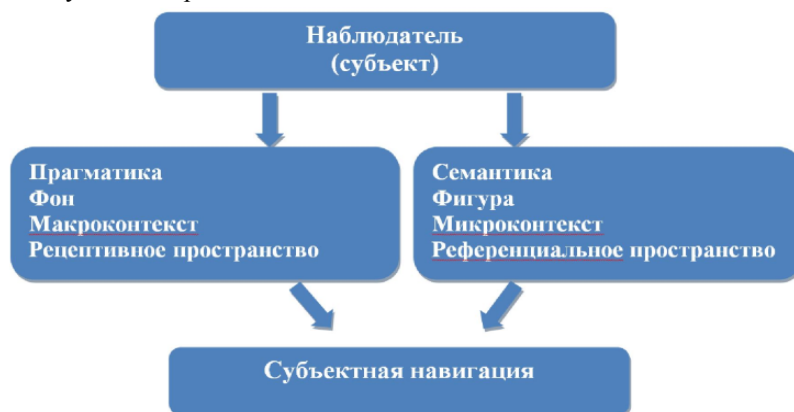 Наблюдатель
(субъект)
Прагматика
Фон
Макроконтекст
Рецептивное пространство
Семантика
Фигура
Микроконтекст
Референциальное пространство
Субъектная навигация